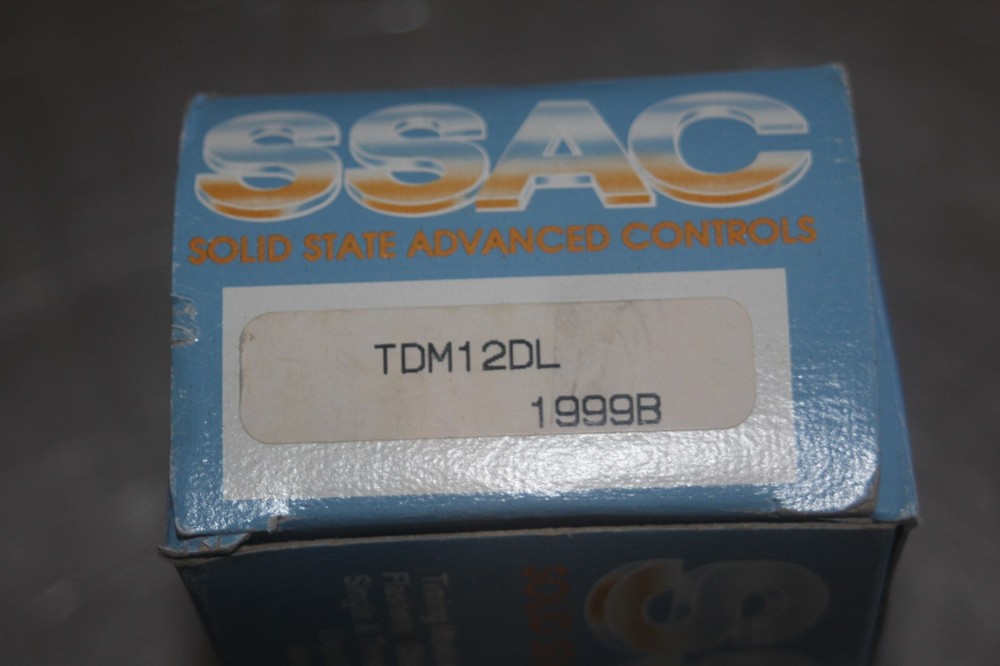 SSAC
SOLID STATE ADVANCED CONTROLS
TDM12DL
1999B